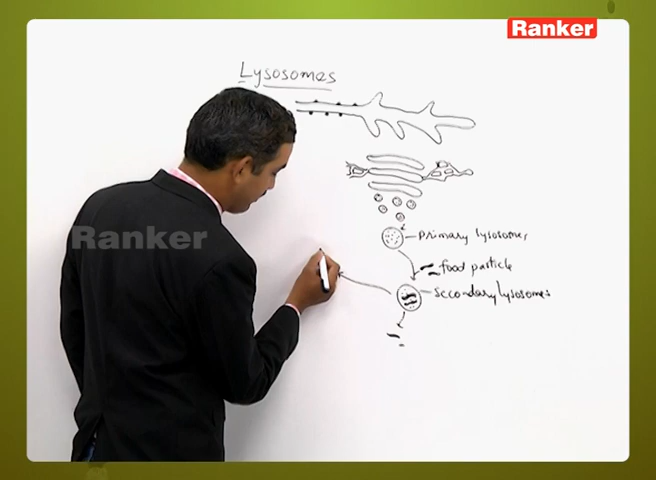 Ranker
Lysosomes
Ranker
Primary lysosomes
food particle
Secondary lysosomes